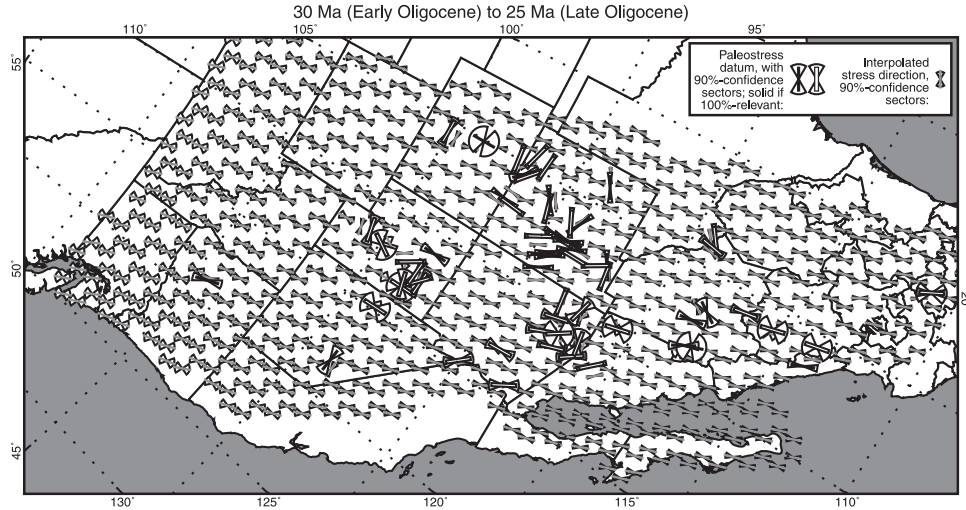 30 Ma (Early Oligocene) to 25 Ma (Late Oligocene)
110° 105° 100° 95°
Paleostress
datum, with
90%-confidence
sectors; solid if
100%-relevant:
Interpolated
stress direction,
90%-confidence
sectors:
55°
50°
45°
130° 125° 120° 115° 110°